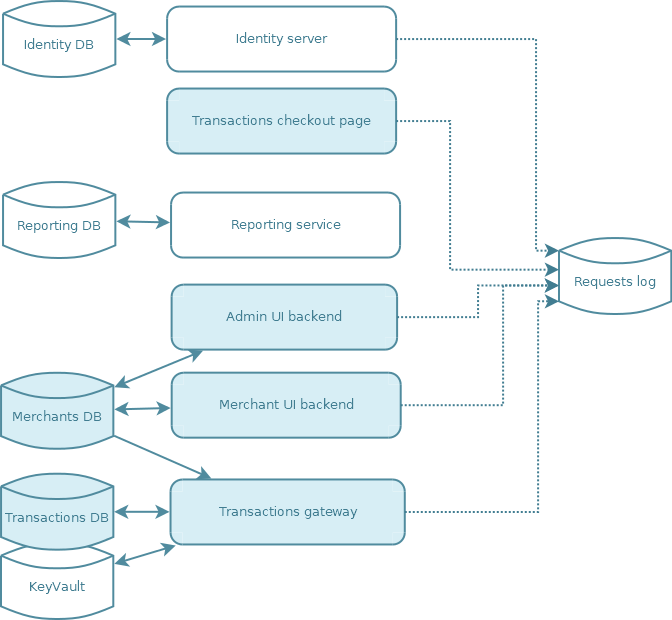 Identity DB
Identity server
Transactions checkout page
Reporting DB
Reporting service
Requests log
Admin UI backend
Merchants DB
Merchant UI backend
Transactions DB
Transactions gateway
KeyVault